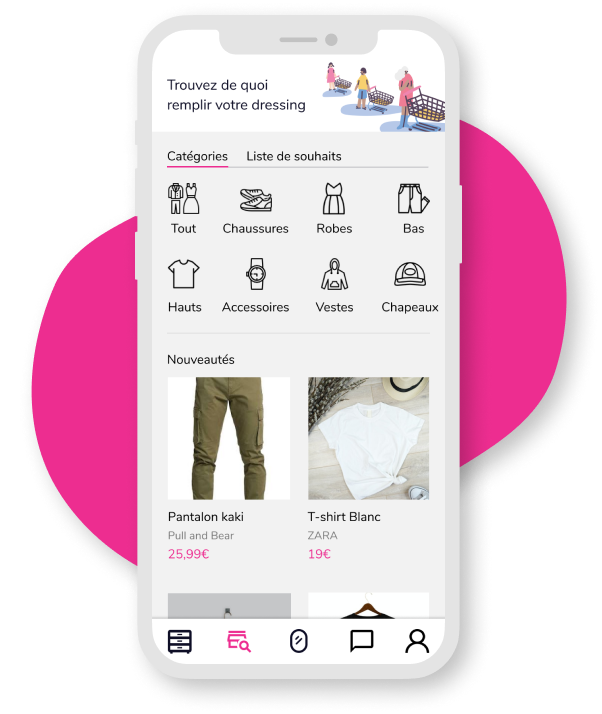 Trouvez de quoi
remplir votre dressing
Catégories Liste de souhaits
Tout Chaussures Robes Bas
Hauts Accessoires Vestes Chapeaux
Nouveautés
Pantalon kaki T-shirt Blanc
Pull and Bear ZARA
25,99€ 19€